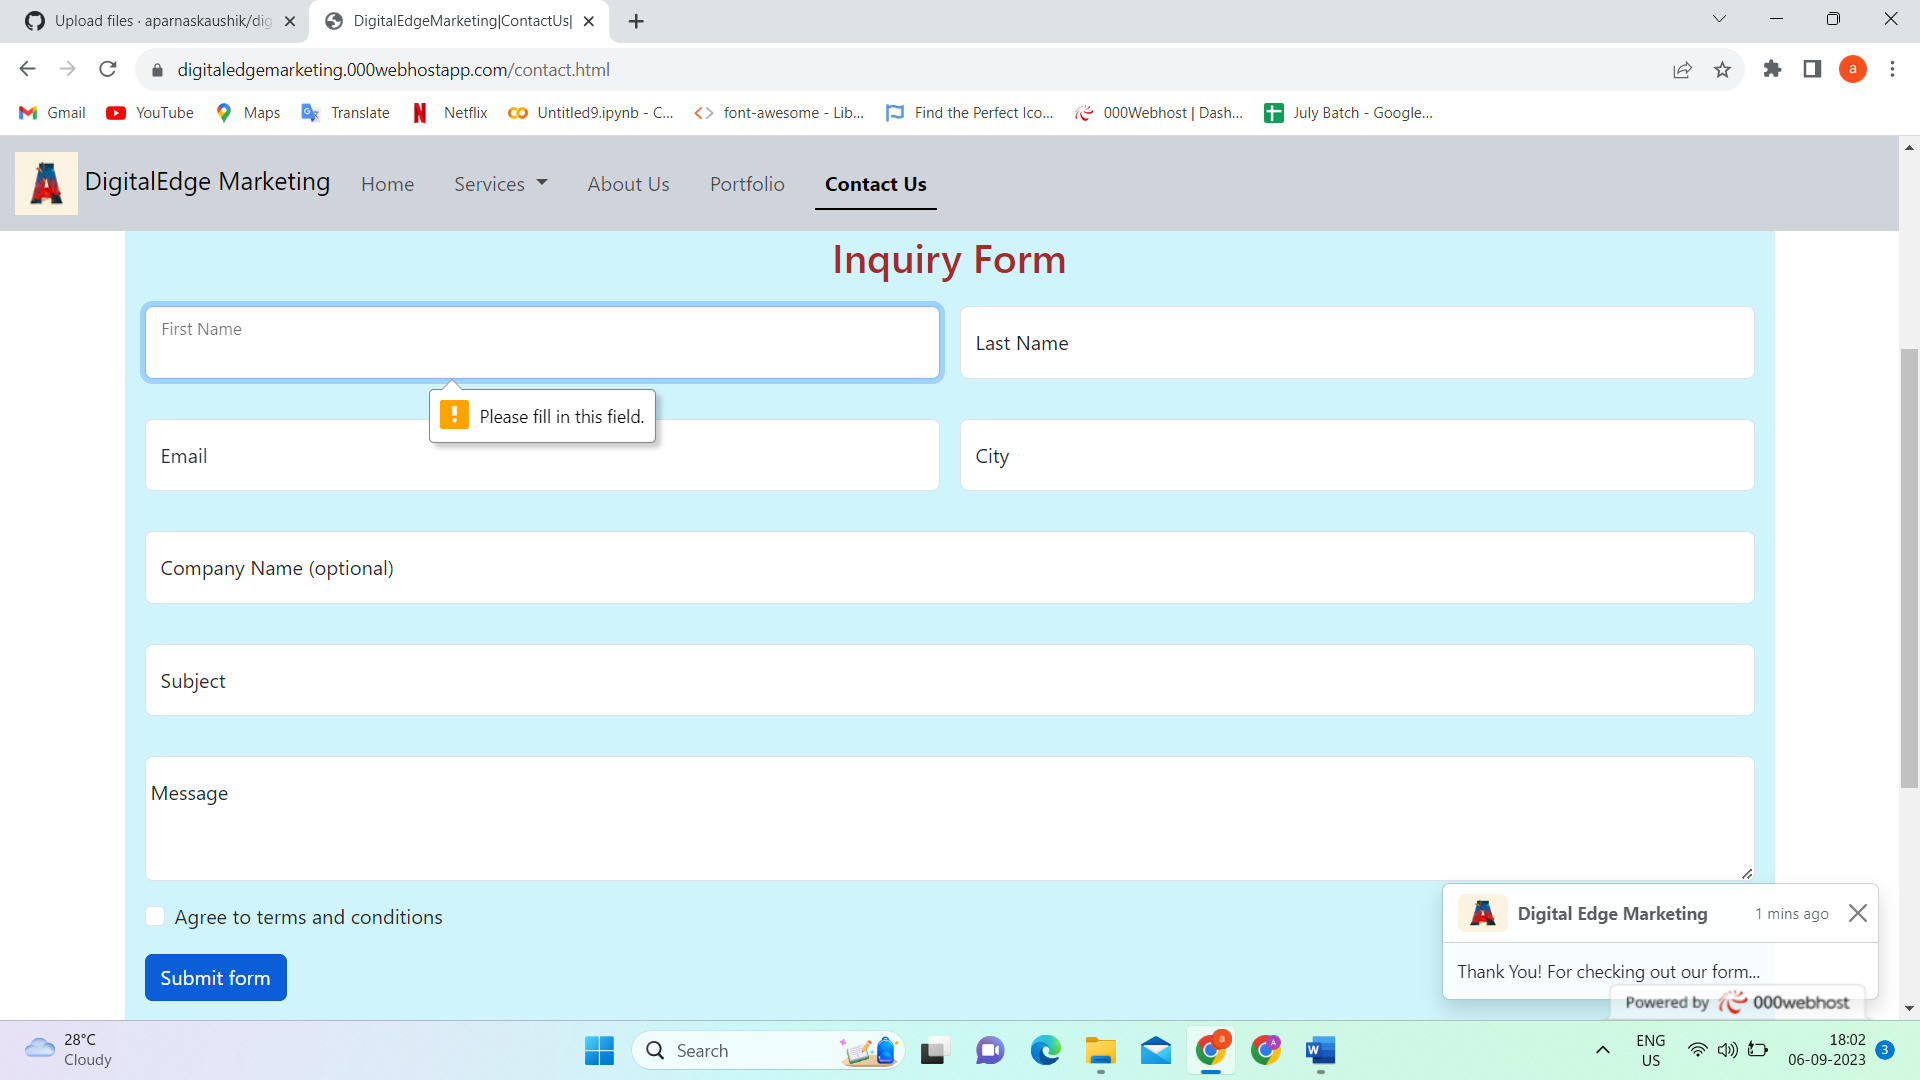 Upload files · aparnaskaushik/dig
DigitalEdgeMarketing|ContactUs|
digitaledgemarketing.000webhostapp.com/contact.html
a
Gmail
YouTube
Maps
Translate
Netflix
Untitled9.ipynb - C...
font-awesome - Lib...
Find the Perfect Ico...
000Webhost | Dash...
July Batch - Google...
A
DigitalEdge Marketing
Home
Services
About Us
Portfolio
Contact Us
Inquiry Form
First Name
Last Name
Please fill in this field.
Email
City
Company Name (optional)
Subject
Message
Agree to terms and conditions
Submit form
A
Digital Edge Marketing
1 mins ago
Thank You! For checking out our form...
Powered by 000webhost
28°C
Cloudy
Search
a
A
W
ENG
US
18:02
06-09-2023
3